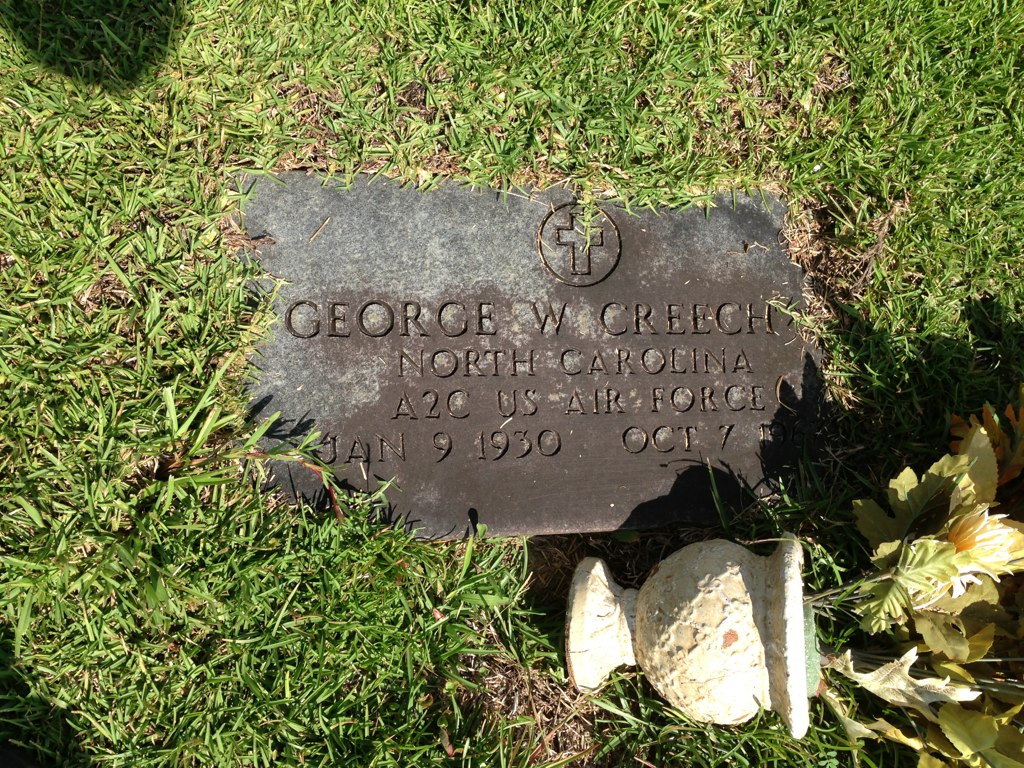 GEORGE W CREECH
NORTH CAROLINA
A2C US AIR FORCE
JAN 9 1930 OCT 7